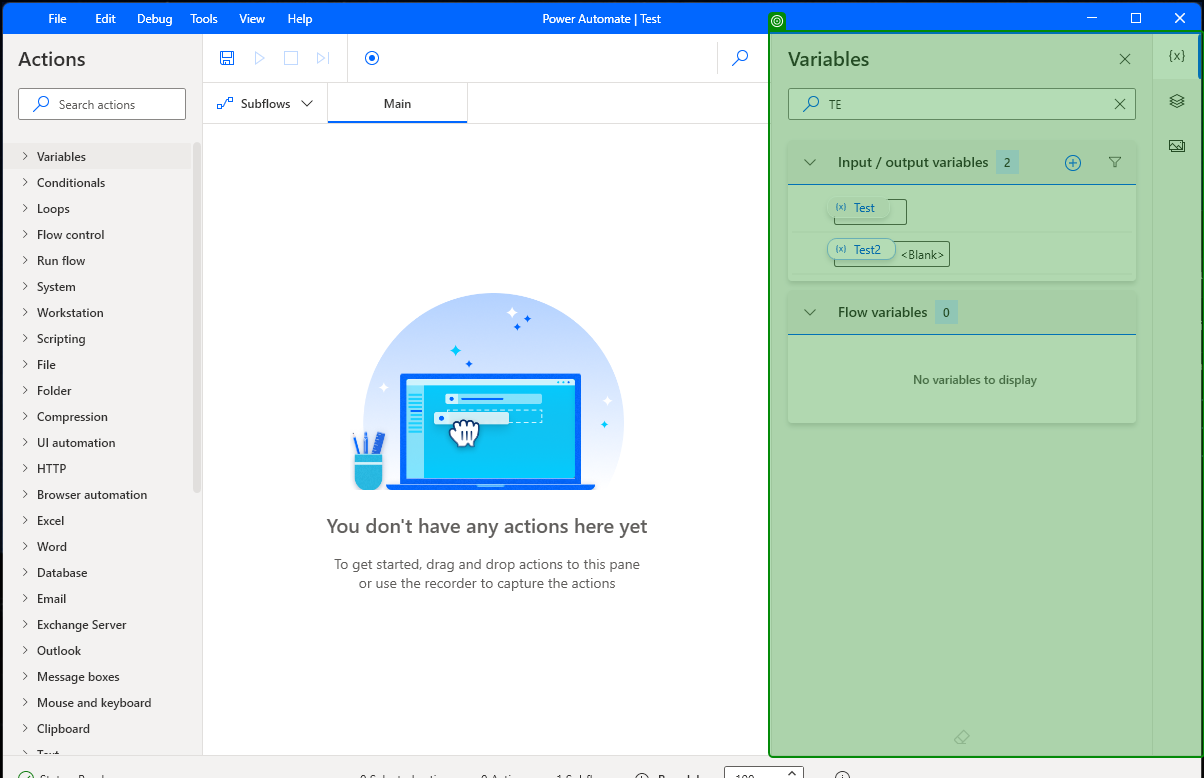 File Edit Debug Tools View Help
Power Automate | Test
Actions
Search actions
Variables
Conditionals
Loops
Flow control
Run flow
System
Workstation
Scripting
File
Folder
Compression
UI automation
HTTP
Browser automation
Excel
Word
Database
Email
Exchange Server
Outlook
Message boxes
Mouse and keyboard
Clipboard
Subflows
Main
You don't have any actions here yet
To get started, drag and drop actions to this pane
or use the recorder to capture the actions
Variables
{x}
TE
Input / output variables 2
(x) Test
(x) Test2 <Blank>
Flow variables 0
No variables to display